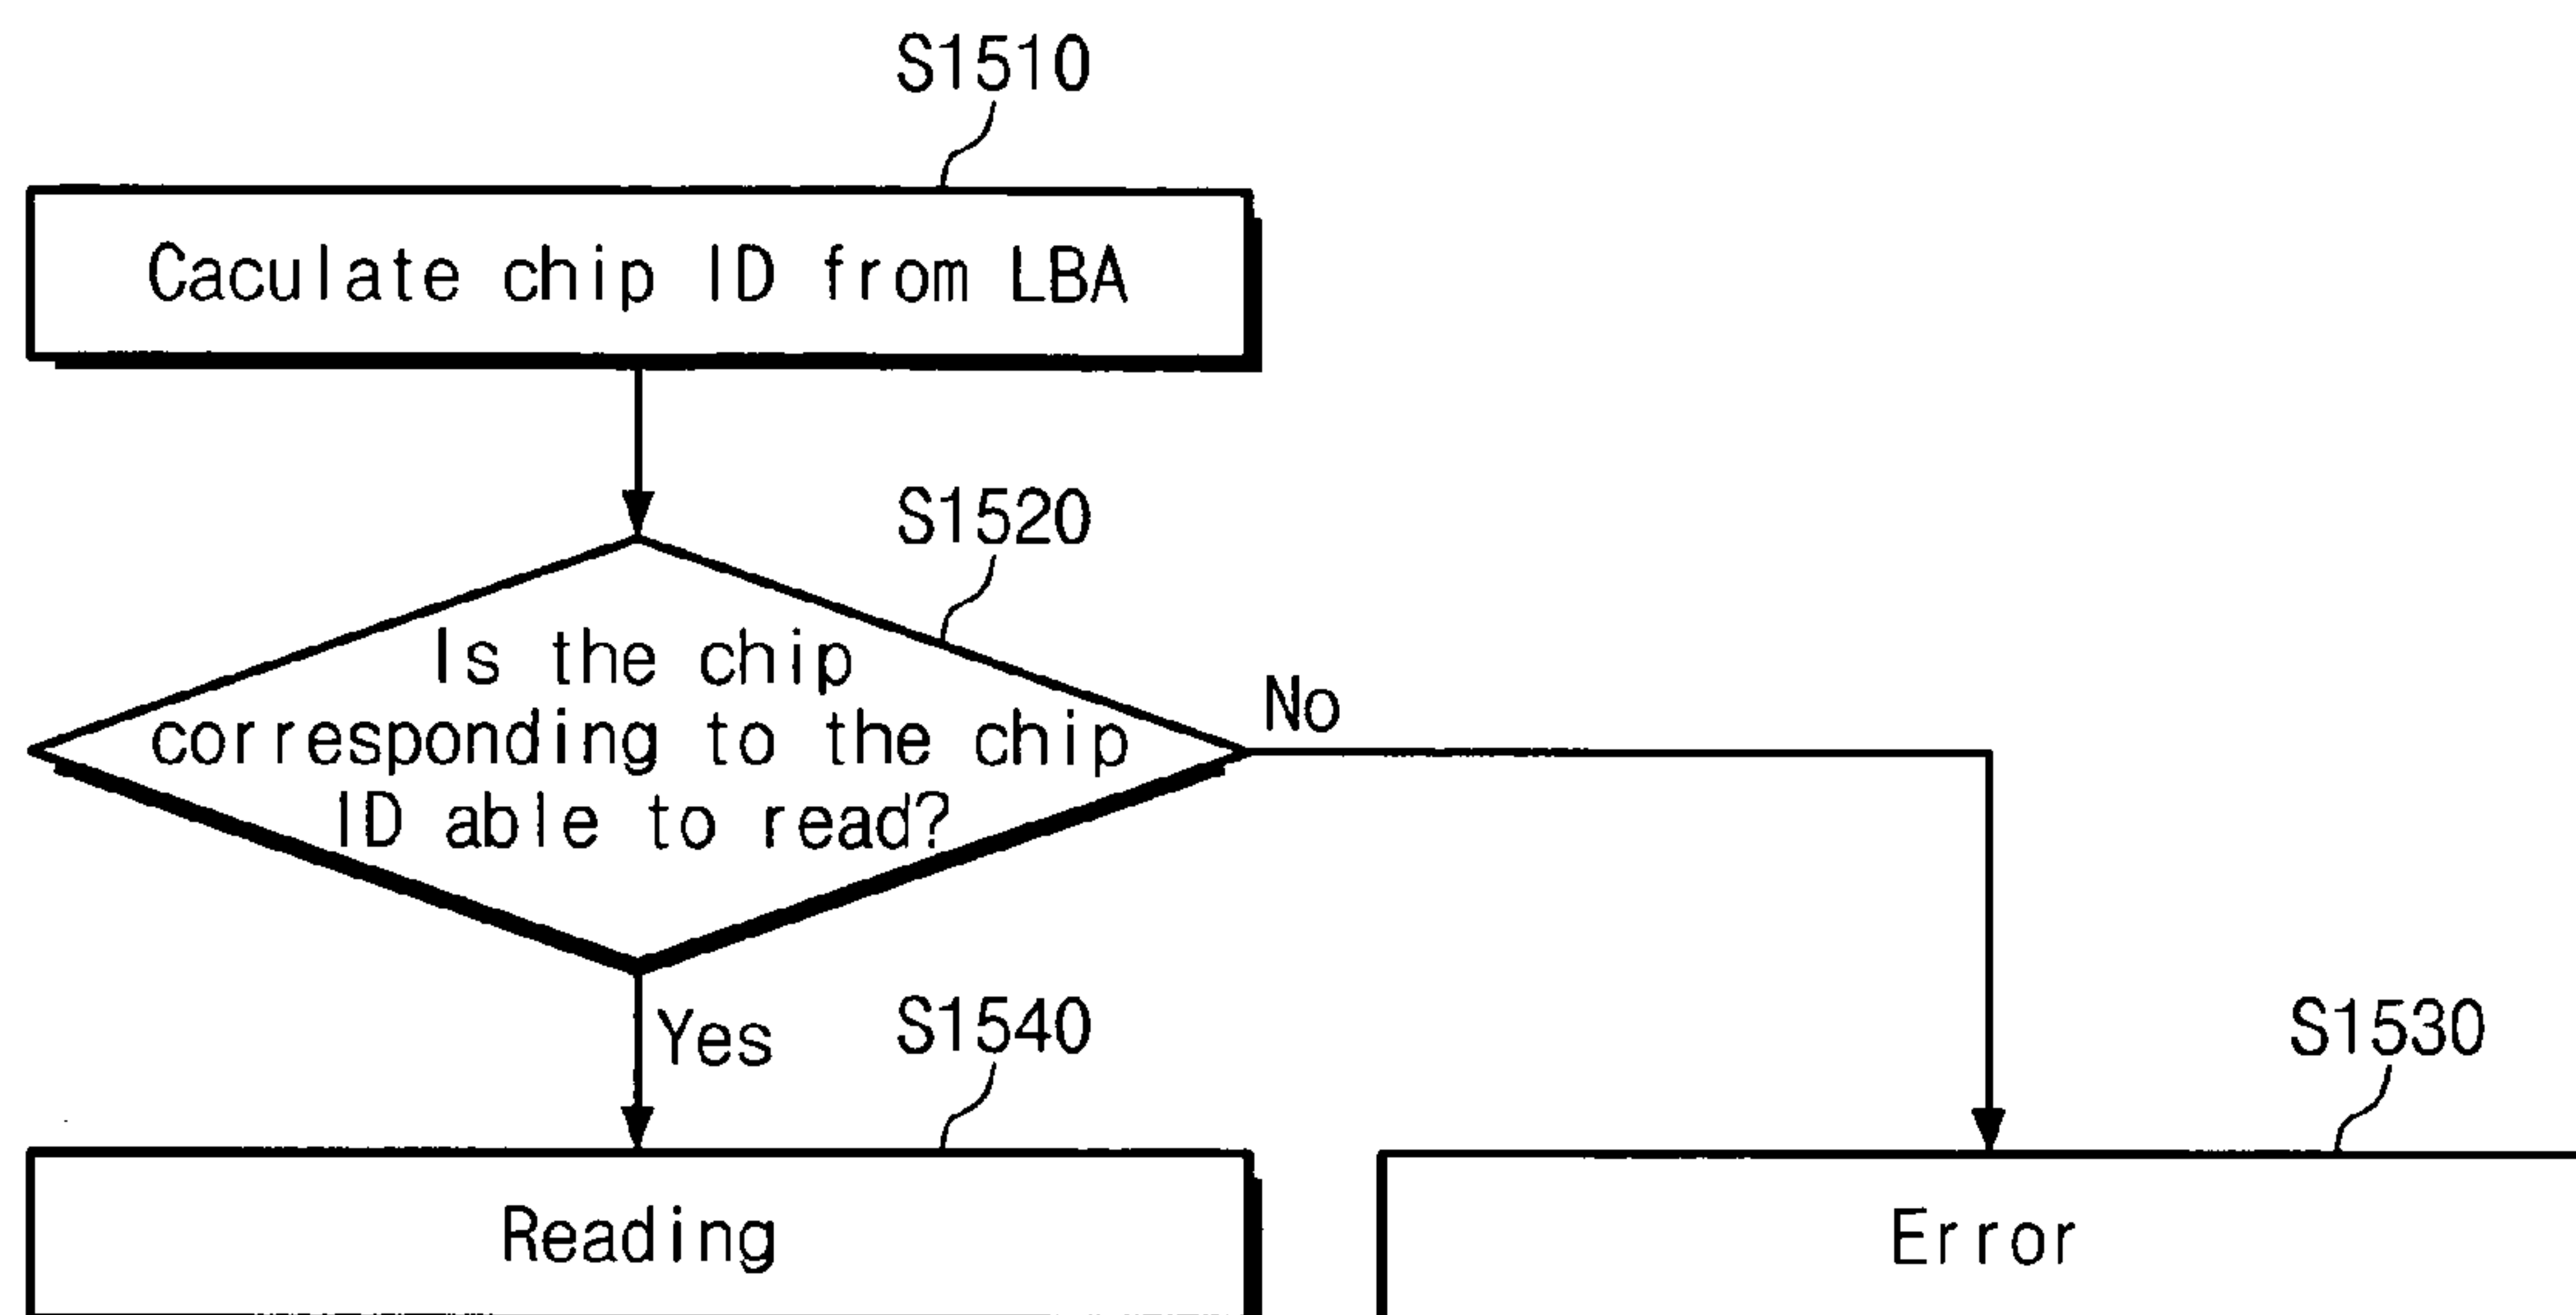 S1510
Caculate chip ID from LBA
S1520
Is the chip
corresponding to the chip
ID able to read?
No
Yes
S1540
S1530
Reading
Error